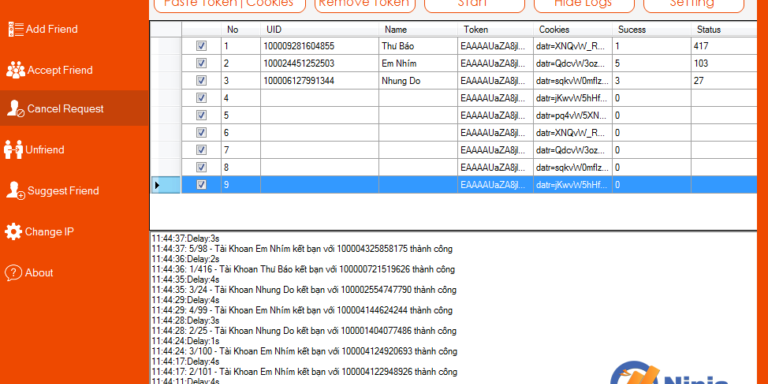 Paste Token|Cookies Remove Token Start Hide Logs Setting
Add Friend
Accept Friend
Cancel Request
Unfriend
Suggest Friend
Change IP
About
No UID Name Token Cookies Sucess Status
1 100009281604855 Thư Báo EAAAAUaZA8jl... datr=XNQvW_R... 1 417
2 100024451252503 Em Nhím EAAAAUaZA8jl... datr=QdcvW3oz... 5 103
3 100006127991344 Nhung Do EAAAAUaZA8jl... datr=sqkvW0mflz... 3 27
4 EAAAAUaZA8jl... datr=jKwvW5hHf... 0
5 EAAAAUaZA8jl... datr=pq4vW5XN... 0
6 EAAAAUaZA8jl... datr=XNQvW_R... 0
7 EAAAAUaZA8jl... datr=QdcvW3oz... 0
8 EAAAAUaZA8jl... datr=sqkvW0mflz... 0
9 EAAAAUaZA8jl... datr=jKwvW5hHf... 0
11:44:37:Delay:3s
11:44:37: 5/98 - Tài Khoan Em Nhím kết bạn với 100004325858175 thành công
11:44:36:Delay:2s
11:44:36: 1/416 - Tài Khoan Thư Báo kết bạn với 100000721519626 thành công
11:44:35:Delay:4s
11:44:35: 3/24 - Tài Khoan Nhung Do kết bạn với 100002554747790 thành công
11:44:29:Delay:4s
11:44:29: 4/99 - Tài Khoan Em Nhím kết bạn với 100004144624244 thành công
11:44:28:Delay:3s
11:44:28: 2/25 - Tài Khoan Nhung Do kết bạn với 100001404077486 thành công
11:44:24:Delay:1s
11:44:24: 3/100 - Tài Khoan Em Nhím kết bạn với 100004124920693 thành công
11:44:17:Delay:4s
11:44:17: 2/101 - Tài Khoan Em Nhím kết bạn với 100004122948926 thành công
11:44:11:Delay:4s
Ninja